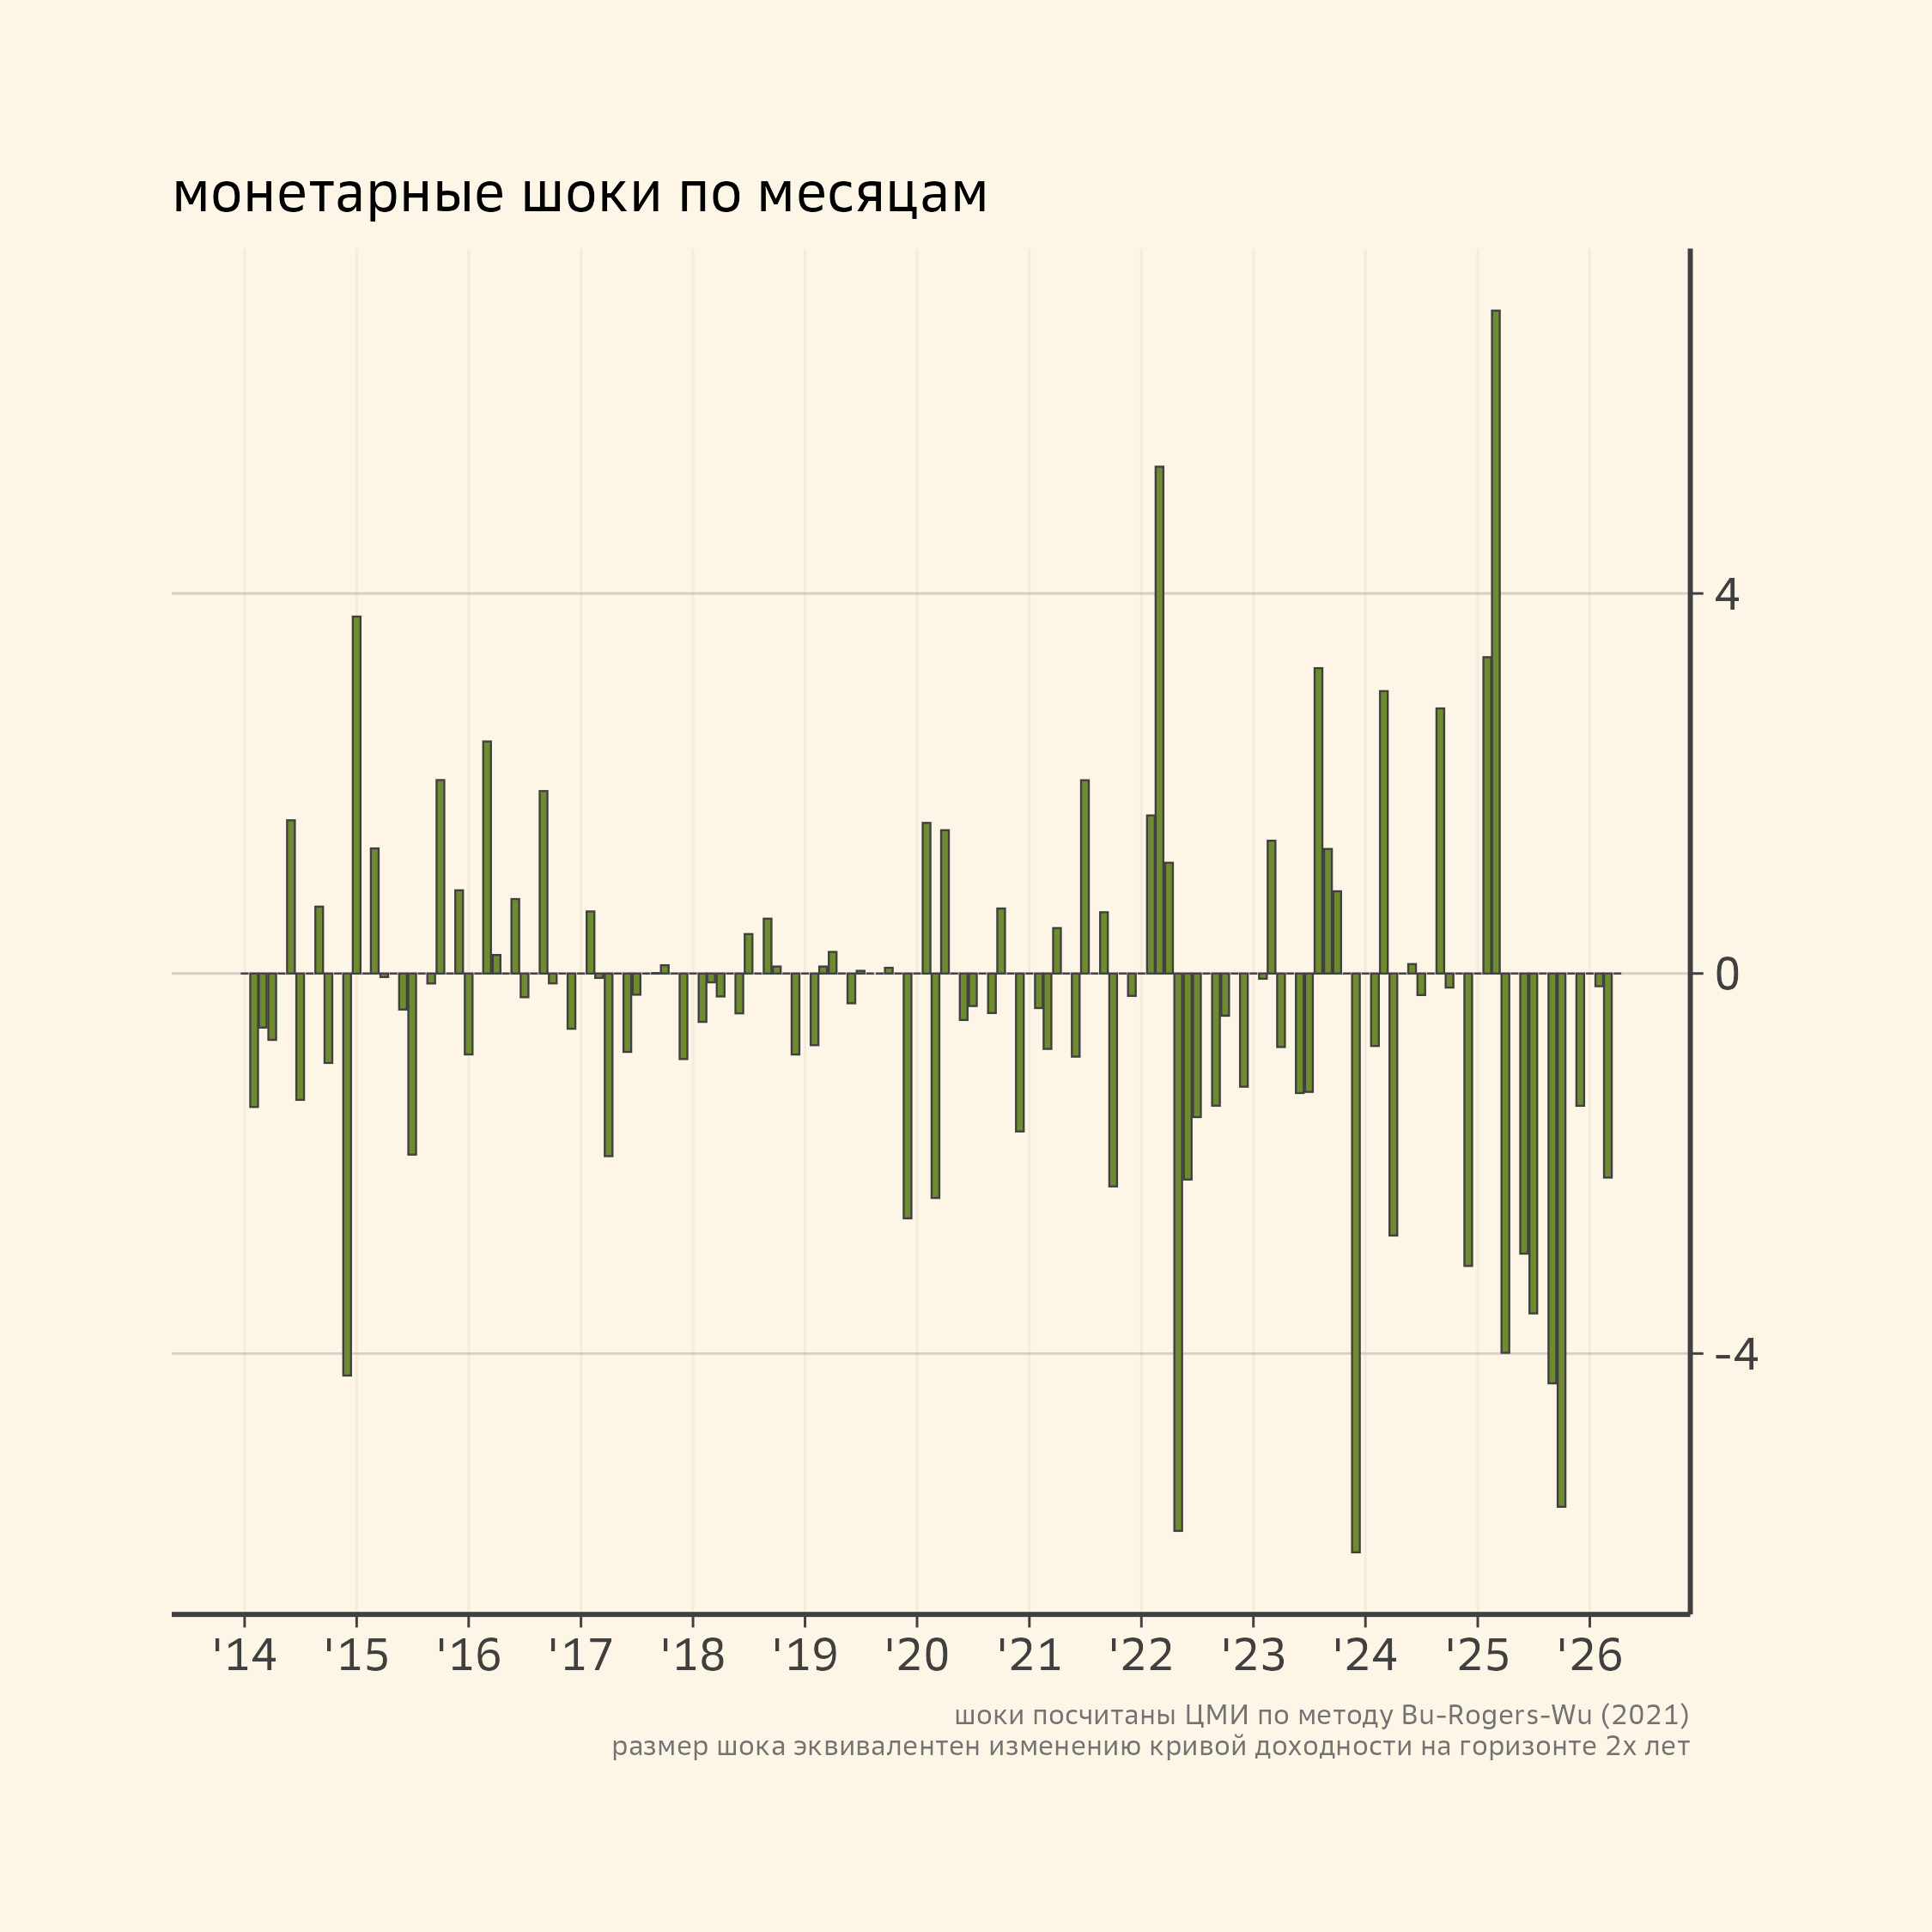 монетарные шоки по месяцам
4
0
-4
'14 '15 '16 '17 '18 '19 '20 '21 '22 '23 '24 '25 '26
шоки посчитаны ЦМИ по методу Bu-Rogers-Wu (2021)
размер шока эквивалентен изменению кривой доходности на горизонте 2х лет